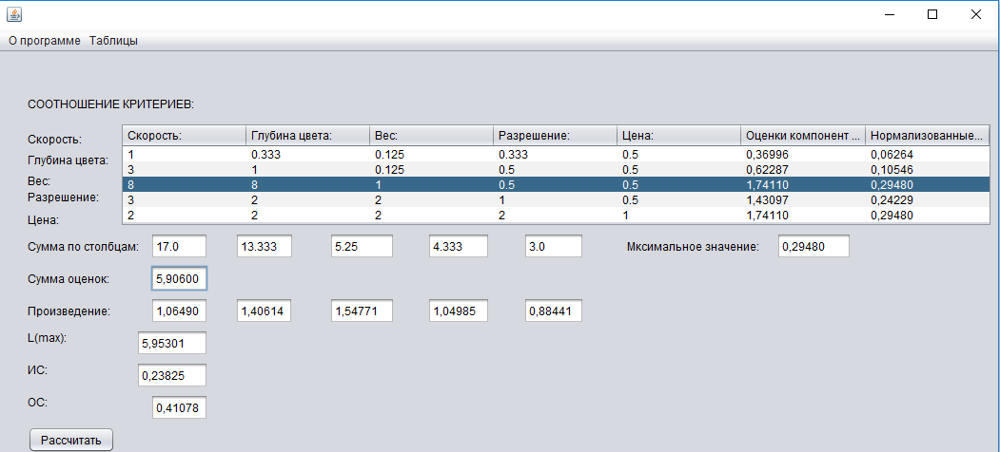 О программе Таблицы
СООТНОШЕНИЕ КРИТЕРИЕВ:
Скорость: Глубина цвета: Вес: Разрешение: Цена: Оценки компонент ... Нормализованные...
Скорость: 1 0.333 0.125 0.333 0.5 0,36996 0,06264
Глубина цвета: 3 1 0.125 0.5 0.5 0,62287 0,10546
Вес: 8 8 1 0.5 0.5 1,74110 0,29480
Разрешение: 3 2 2 1 0.5 1,43097 0,24229
Цена: 2 2 2 2 1 1,74110 0,29480
Сумма по столбцам: 17.0 13.333 5.25 4.333 3.0 Мксимальное значение: 0,29480
Сумма оценок: 5,90600
Произведение: 1,06490 1,40614 1,54771 1,04985 0,88441
L(max): 5,95301
ИС: 0,23825
ОС: 0,41078
Рассчитать